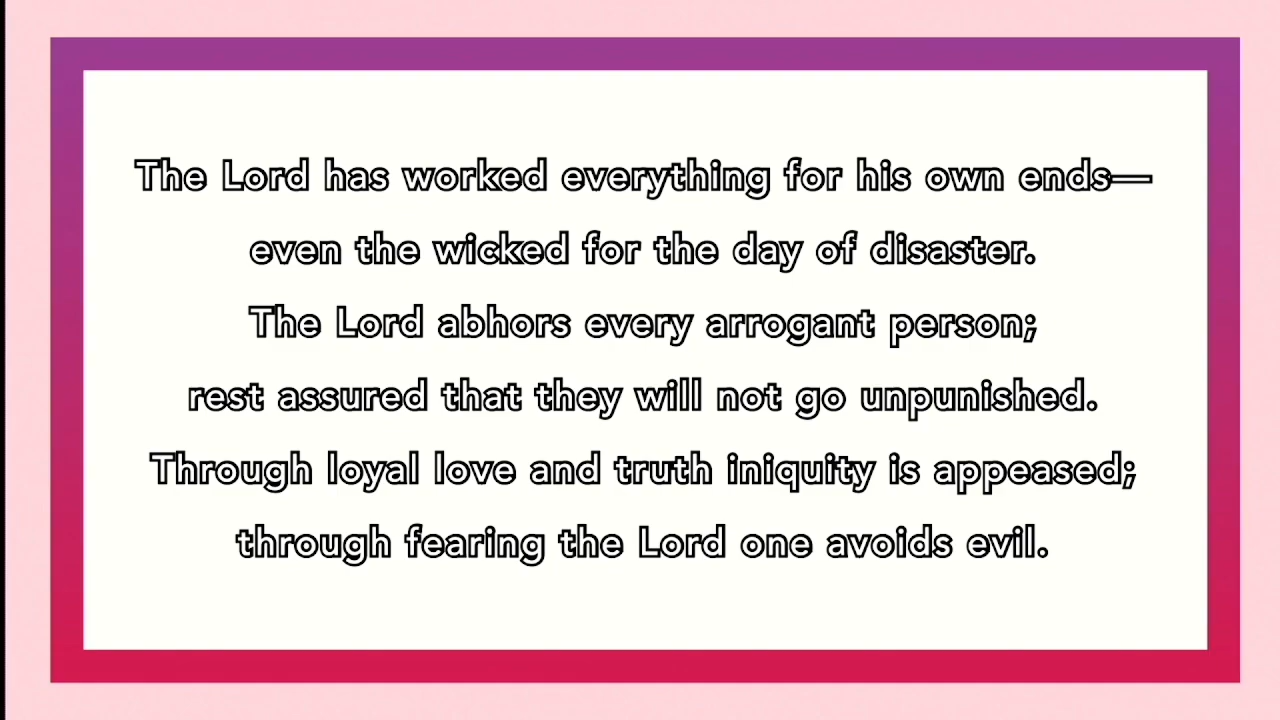 The Lord has worked everything for his own ends—
even the wicked for the day of disaster.
The Lord abhors every arrogant person;
rest assured that they will not go unpunished.
Through loyal love and truth iniquity is appeased;
through fearing the Lord one avoids evil.